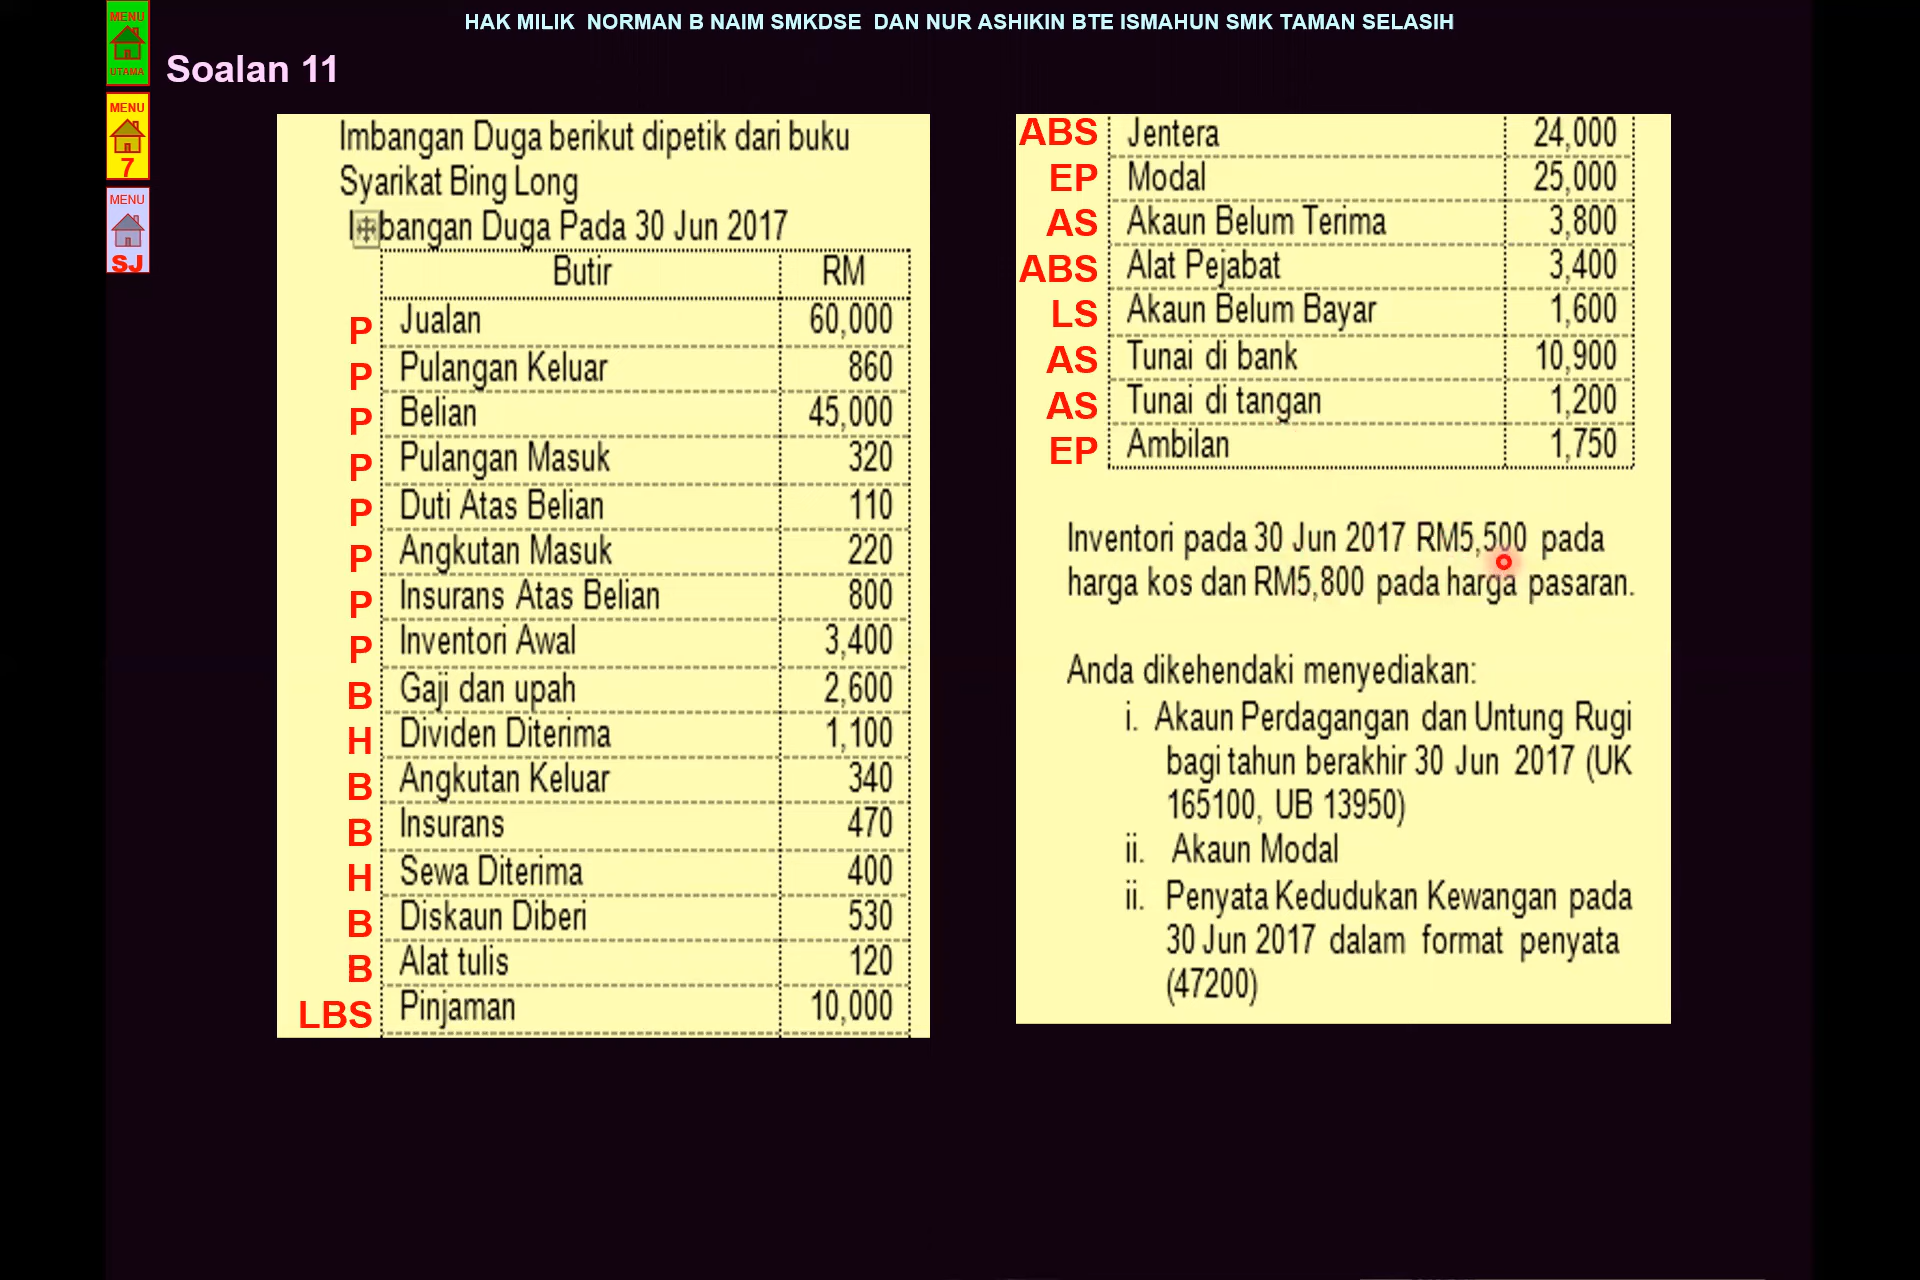 HAK MILIK NORMAN B NAIM SMKDSE DAN NUR ASHIKIN BTE ISMAHUN SMK TAMAN SELASIH
MENU
UTAMA
Soalan 11
MENU
7
MENU
SJ
Imbangan Duga berikut dipetik dari buku
Syarikat Bing Long
Imbangan Duga Pada 30 Jun 2017
Butir RM
P Jualan 60,000
P Pulangan Keluar 860
P Belian 45,000
P Pulangan Masuk 320
P Duti Atas Belian 110
P Angkutan Masuk 220
P Insurans Atas Belian 800
P Inventori Awal 3,400
B Gaji dan upah 2,600
H Dividen Diterima 1,100
B Angkutan Keluar 340
B Insurans 470
H Sewa Diterima 400
B Diskaun Diberi 530
B Alat tulis 120
LBS Pinjaman 10,000
ABS Jentera 24,000
EP Modal 25,000
AS Akaun Belum Terima 3,800
ABS Alat Pejabat 3,400
LS Akaun Belum Bayar 1,600
AS Tunai di bank 10,900
AS Tunai di tangan 1,200
EP Ambilan 1,750
Inventori pada 30 Jun 2017 RM5,500 pada
harga kos dan RM5,800 pada harga pasaran.
Anda dikehendaki menyediakan:
i. Akaun Perdagangan dan Untung Rugi
bagi tahun berakhir 30 Jun 2017 (UK
165100, UB 13950)
ii. Akaun Modal
ii. Penyata Kedudukan Kewangan pada
30 Jun 2017 dalam format penyata
(47200)